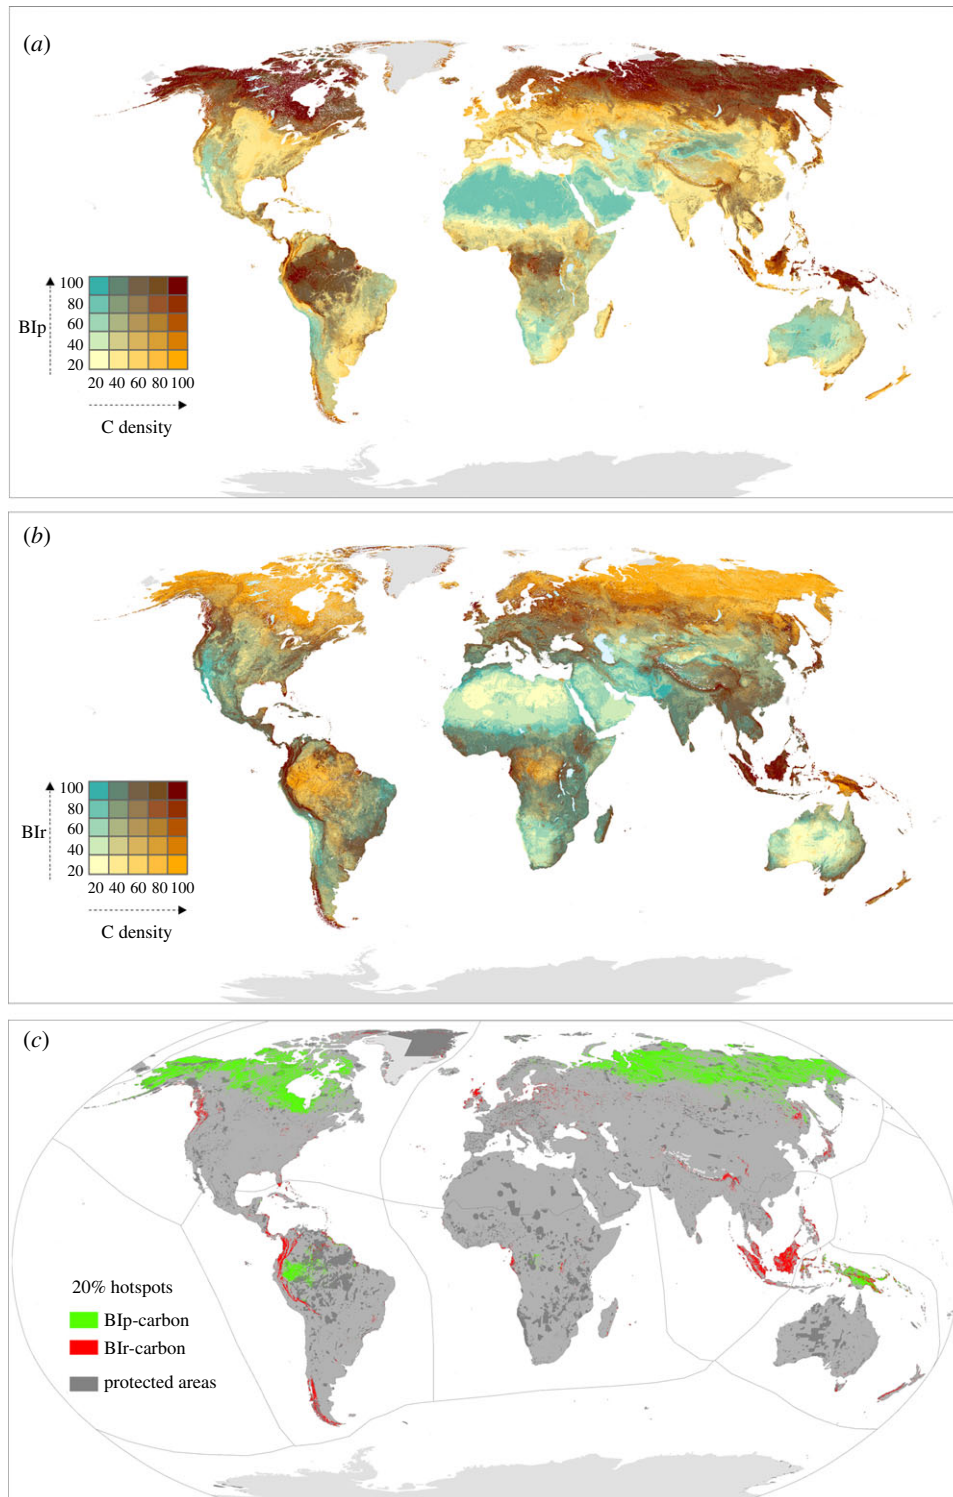 (a)
100
80
BIp 60
40
20
20 40 60 80 100
C density
(b)
100
80
BIr 60
40
20
20 40 60 80 100
C density
(c)
20% hotspots
BIp-carbon
BIr-carbon
protected areas